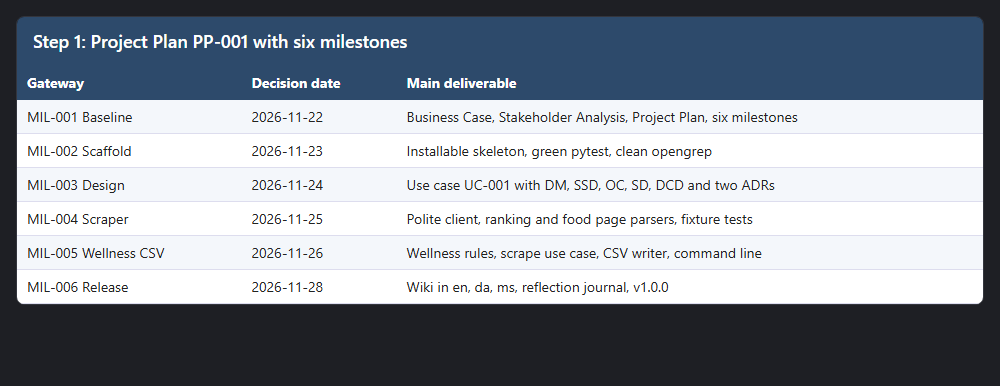 Step 1: Project Plan PP-001 with six milestones
Gateway Decision date Main deliverable
MIL-001 Baseline 2026-11-22 Business Case, Stakeholder Analysis, Project Plan, six milestones
MIL-002 Scaffold 2026-11-23 Installable skeleton, green pytest, clean opengrep
MIL-003 Design 2026-11-24 Use case UC-001 with DM, SSD, OC, SD, DCD and two ADRs
MIL-004 Scraper 2026-11-25 Polite client, ranking and food page parsers, fixture tests
MIL-005 Wellness CSV 2026-11-26 Wellness rules, scrape use case, CSV writer, command line
MIL-006 Release 2026-11-28 Wiki in en, da, ms, reflection journal, v1.0.0